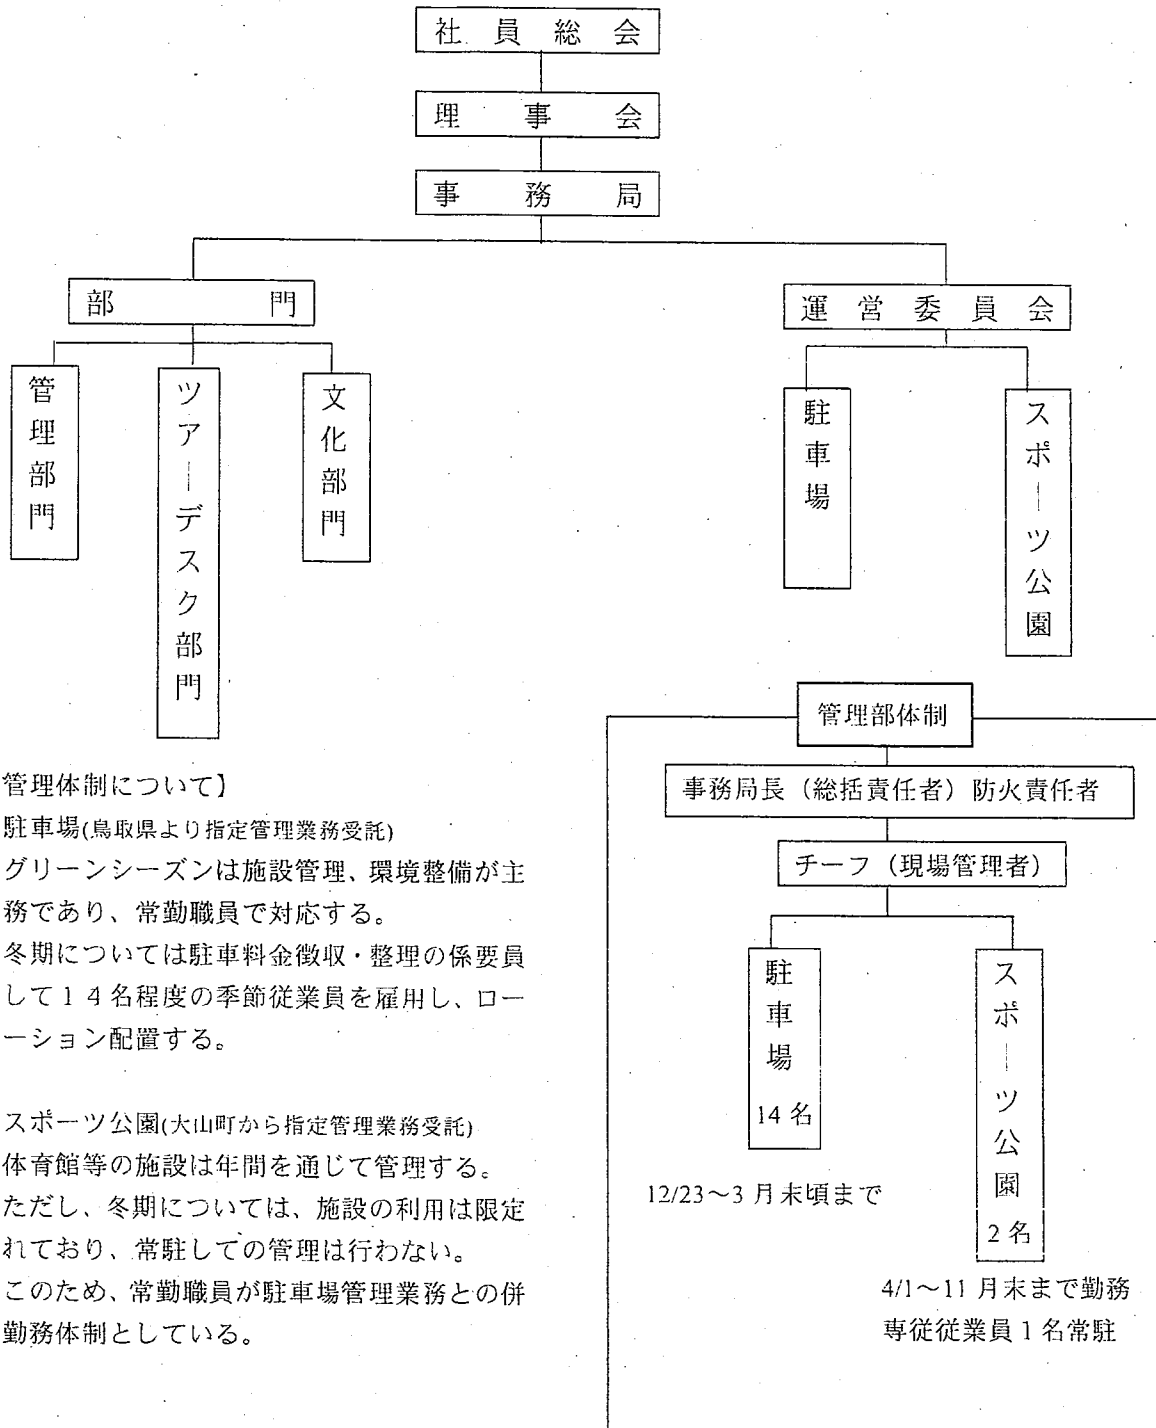 社員総会
理事会
事務局
部門
運営委員会
管理部門
ツアーデスク部門
文化部門
駐車場
スポーツ公園
管理体制について】
駐車場(鳥取県より指定管理業務受託)
グリーンシーズンは施設管理、環境整備が主
務であり、常勤職員で対応する。
冬期については駐車料金徴収・整理の係要員
して14名程度の季節従業員を雇用し、ロー
ーション配置する。
スポーツ公園(大山町から指定管理業務受託)
体育館等の施設は年間を通じて管理する。
ただし、冬期については、施設の利用は限定
れており、常駐しての管理は行わない。
このため、常勤職員が駐車場管理業務との併
勤務体制としている。
管理部体制
事務局長(総括責任者)防火責任者
チーフ(現場管理者)
駐車場
14名
12/23～3月末頃まで
スポーツ公園
2名
4/1～11月末まで勤務
専従従業員1名常駐